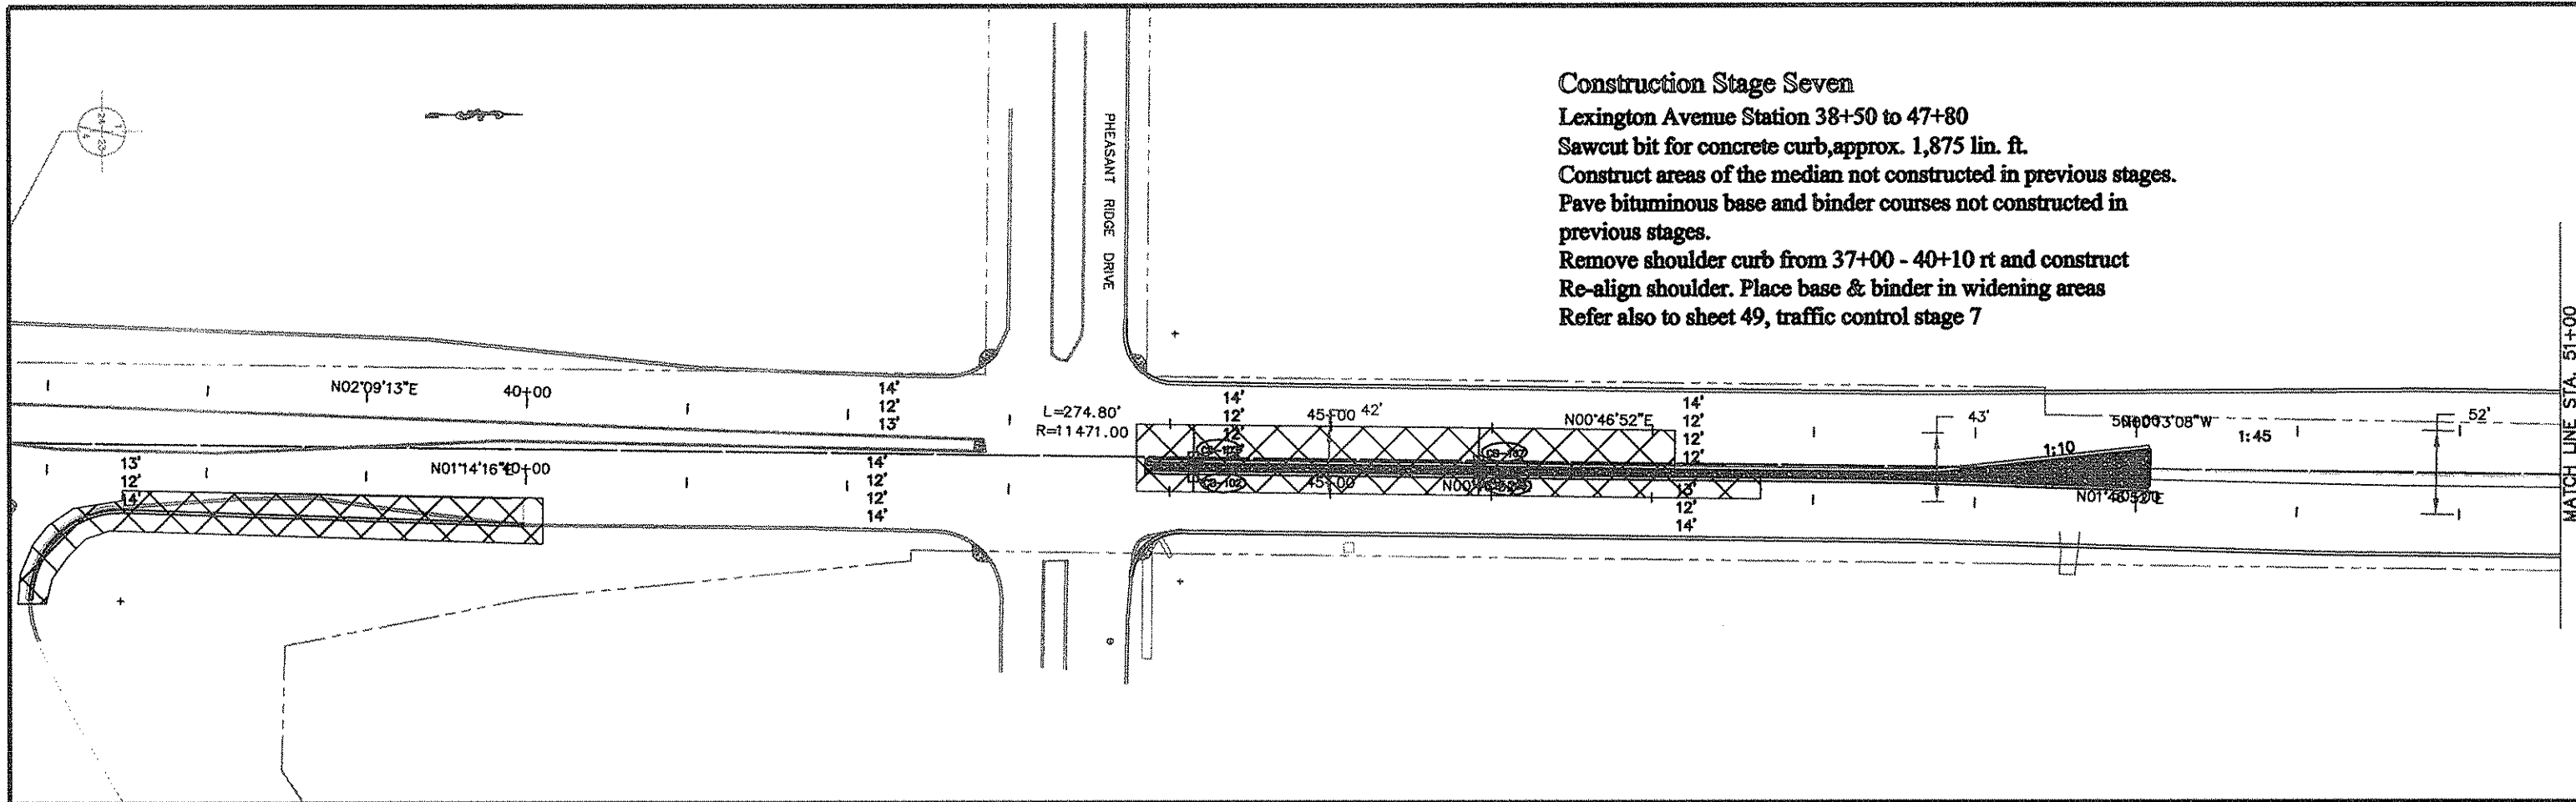 Construction Stage Seven
Lexington Avenue Station 38+50 to 47+80
Sawcut bit for concrete curb,approx. 1,875 lin. ft.
Construct areas of the median not constructed in previous stages.
Pave bituminous base and binder courses not constructed in
previous stages.
Remove shoulder curb from 37+00 - 40+10 rt and construct
Re-align shoulder. Place base & binder in widening areas
Refer also to sheet 49, traffic control stage 7
PHEASANT RIDGE DRIVE
MATCH LINE STA. 51+00
N02°09'13"E
40+00
14'
12'
13'
L=274.80'
R=11471.00
14'
12'
12'
45+00
42'
N00°46'52"E
14'
12'
12'
12'
43'
1:10
1:45
52'
13'
12'
14'
N01°14'16"E
40+00
14'
12'
12'
14'
CB-102
45+00
13'
12'
14'